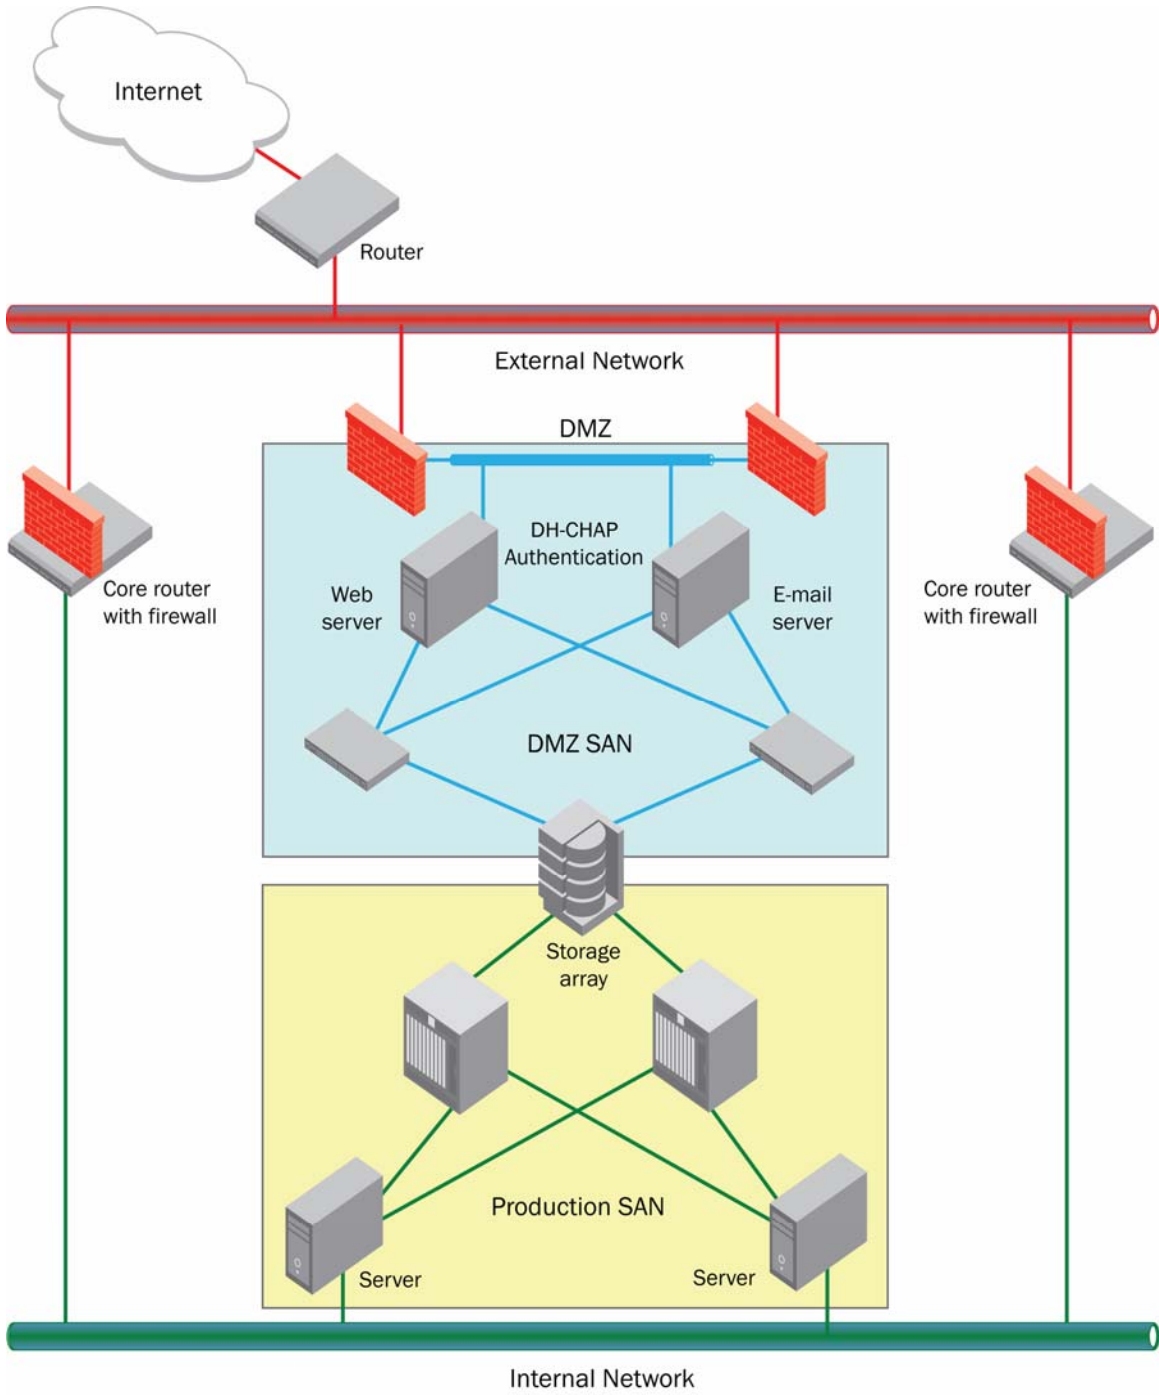 Internet
Router
External Network
DMZ
DH-CHAP
Authentication
Web
server
E-mail
server
Core router
with firewall
Core router
with firewall
DMZ SAN
Storage
array
Production SAN
Server
Server
Internal Network